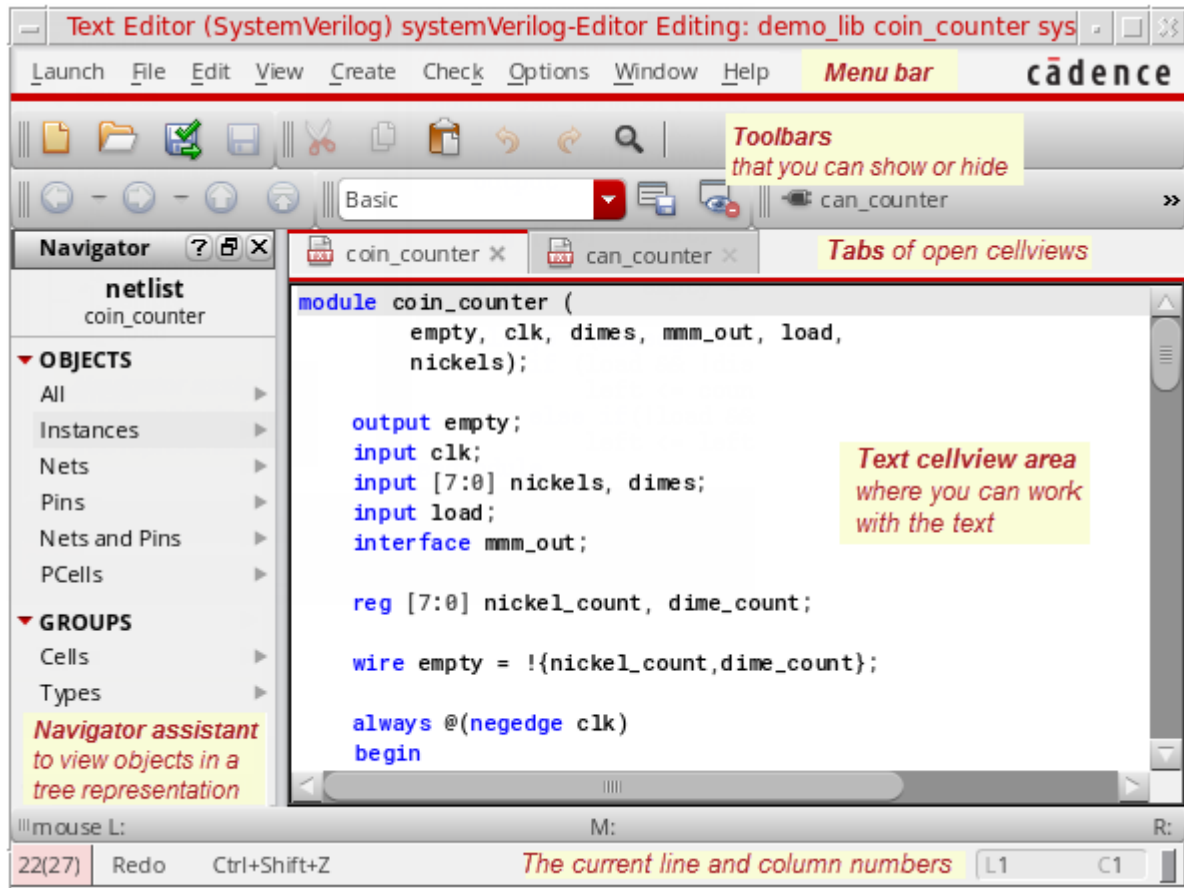 Text Editor (SystemVerilog) systemVerilog-Editor Editing: demo_lib coin_counter sys
Launch File Edit View Create Check Options Window Help Menu bar cādence
Toolbars
that you can show or hide
Basic can_counter »
Navigator ? coin_counter can_counter Tabs of open cellviews
netlist
coin_counter
OBJECTS
All
Instances
Nets
Pins
Nets and Pins
PCells
GROUPS
Cells
Types
Navigator assistant
to view objects in a
tree representation
module coin_counter (
empty, clk, dimes, mmm_out, load,
nickels);
output empty;
input clk;
input [7:0] nickels, dimes;
input load;
interface mmm_out;
reg [7:0] nickel_count, dime_count;
wire empty = !{nickel_count,dime_count};
always @(negedge clk)
begin
Text cellview area
where you can work
with the text
mouse L: M: R:
22(27) Redo Ctrl+Shift+Z The current line and column numbers L1 C1